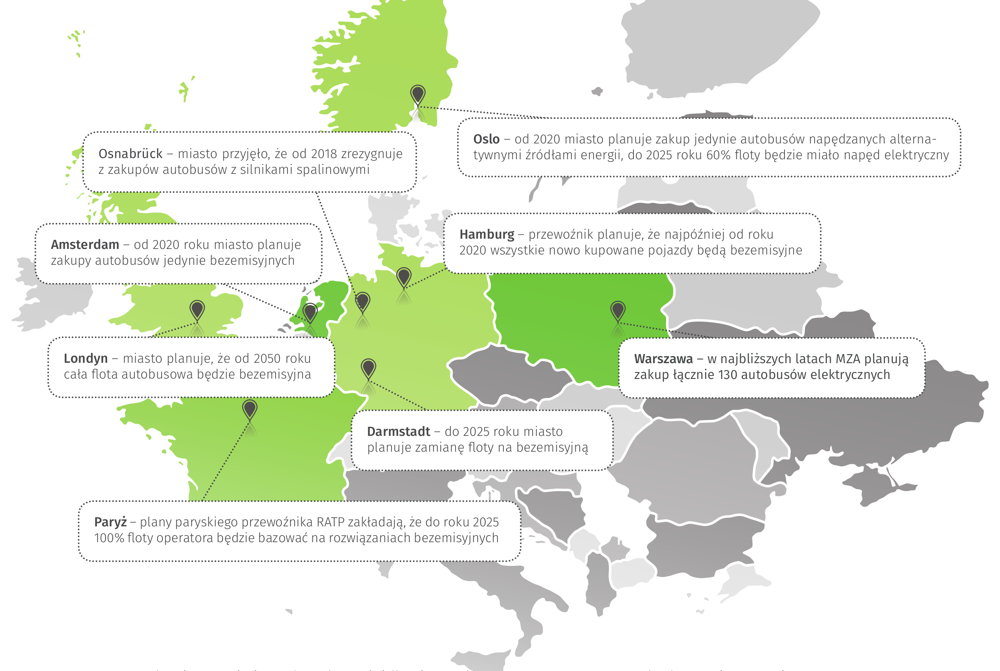 Oslo – od 2020 miasto planuje zakup jedynie autobusów napędzanych alterna-
tywnymi źródłami energii, do 2025 roku 60% floty będzie miało napęd elektryczny
Osnabrück – miasto przyjęło, że od 2018 zrezygnuje
z zakupów autobusów z silnikami spalinowymi
Hamburg – przewoźnik planuje, że najpóźniej od roku
2020 wszystkie nowo kupowane pojazdy będą bezemisyjne
Amsterdam – od 2020 roku miasto planuje
zakupy autobusów jedynie bezemisyjnych
Londyn – miasto planuje, że od 2050 roku
cała flota autobusowa będzie bezemisyjna
Warszawa – w najbliższych latach MZA planują
zakup łącznie 130 autobusów elektrycznych
Darmstadt – do 2025 roku miasto
planuje zamianę floty na bezemisyjną
Paryż – plany paryskiego przewoźnika RATP zakładają, że do roku 2025
100% floty operatora będzie bazować na rozwiązaniach bezemisyjnych